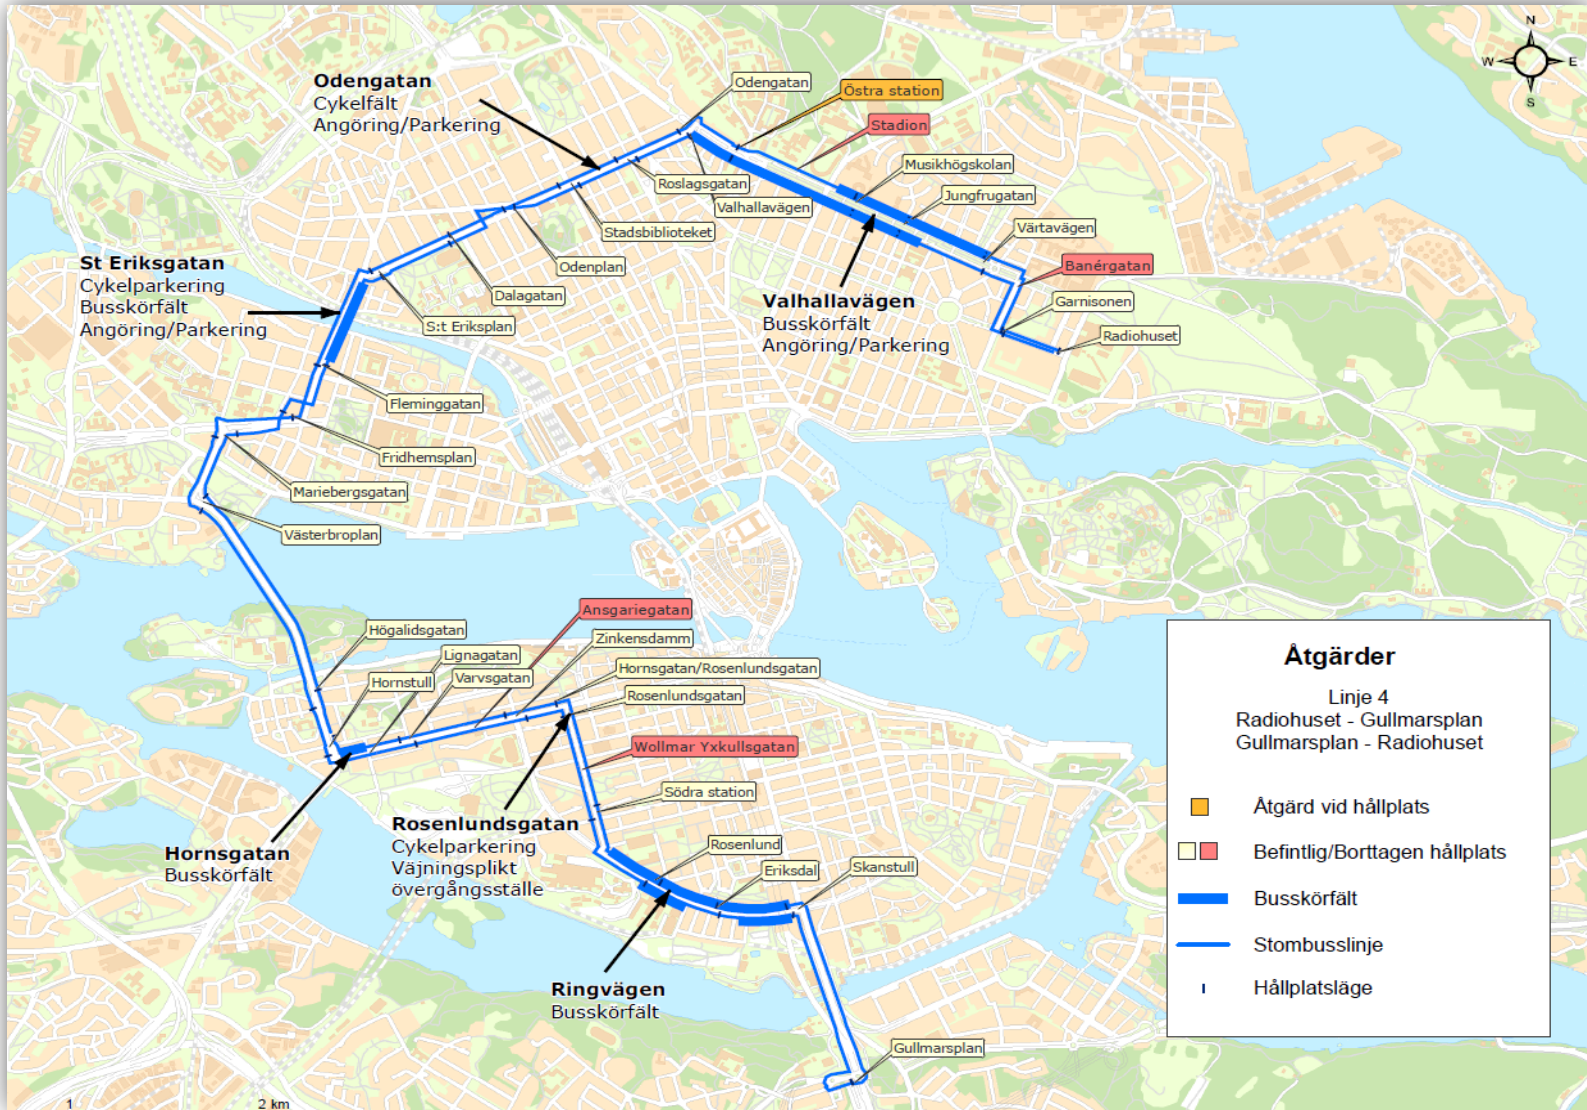 N
W
E
S
Odengatan
Cykelfält
Angöring/Parkering
Odengatan
Östra station
Stadion
Musikhögskolan
Roslagsgatan
Jungfrugatan
Valhallavägen
Värtavägen
Stadsbiblioteket
St Eriksgatan
Cykelparkering
Busskörfält
Angöring/Parkering
Odenplan
Banérgatan
Dalagatan
Valhallavägen
Busskörfält
Angöring/Parkering
Garnisonen
S:t Eriksplan
Radiohuset
Fleminggatan
Fridhemsplan
Mariebergsgatan
Västerbroplan
Ansgariegatan
Högalidsgatan
Zinkensdamm
Lignagatan
Hornsgatan/Rosenlundsgatan
Hornstull
Varvsgatan
Rosenlundsgatan
Wollmar Yxkullsgatan
Södra station
Rosenlundsgatan
Cykelparkering
Väjningsplikt
övergångsställe
Hornsgatan
Busskörfält
Rosenlund
Eriksdal
Skanstull
Ringvägen
Busskörfält
Gullmarsplan
Åtgärder
Linje 4
Radiohuset - Gullmarsplan
Gullmarsplan - Radiohuset
Åtgärd vid hållplats
Befintlig/Borttagen hållplats
Busskörfält
Stombusslinje
Hållplatsläge
1
2 km